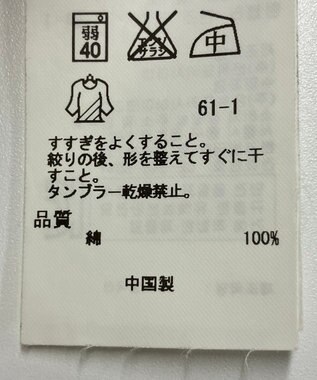 弱
40
エンソ
サラシ
中
61-1
すすぎをよくすること。
絞りの後、形を整えてすぐに干
すこと。
タンブラー乾燥禁止。
品質
綿 100%
中国製